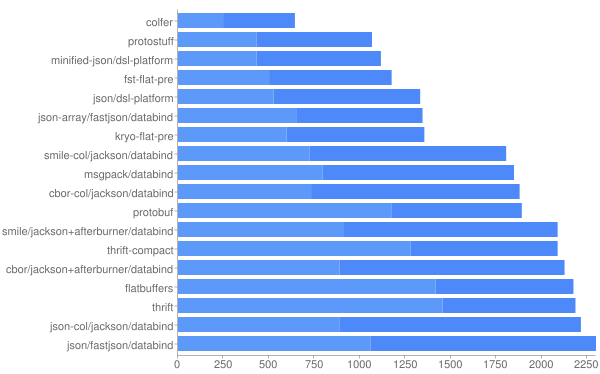 colfer
protostuff
minified-json/dsl-platform
fst-flat-pre
json/dsl-platform
json-array/fastjson/databind
kryo-flat-pre
smile-col/jackson/databind
msgpack/databind
cbor-col/jackson/databind
protobuf
smile/jackson+afterburner/databind
thrift-compact
cbor/jackson+afterburner/databind
flatbuffers
thrift
json-col/jackson/databind
json/fastjson/databind
0 250 500 750 1000 1250 1500 1750 2000 2250